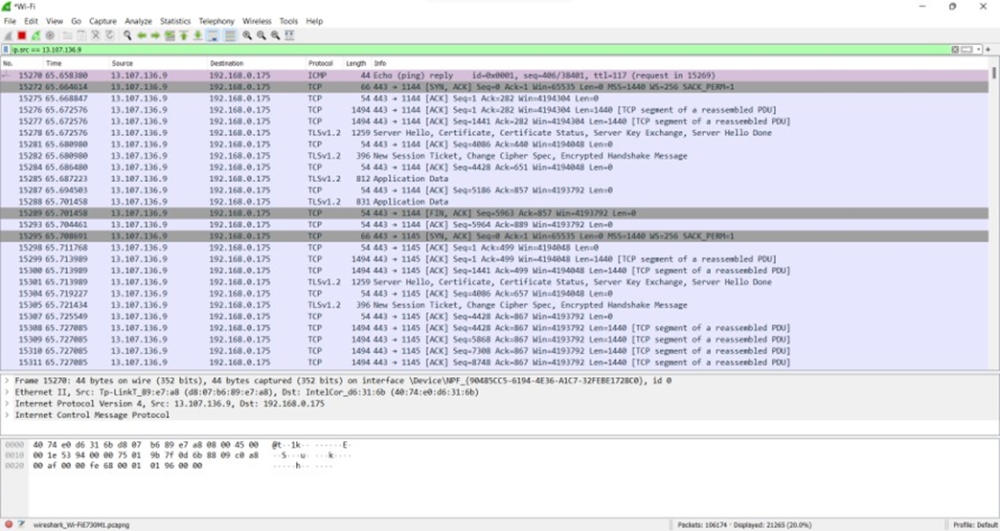 *Wi-Fi
File Edit View Go Capture Analyze Statistics Telephony Wireless Tools Help
ip.src == 13.107.136.9
No. Time Source Destination Protocol Length Info
15270 65.658380 13.107.136.9 192.168.0.175 ICMP 44 Echo (ping) reply id=0x0001, seq=406/38401, ttl=117 (request in 15269)
15272 65.664614 13.107.136.9 192.168.0.175 TCP 66 443 → 1144 [SYN, ACK] Seq=0 Ack=1 Win=65535 Len=0 MSS=1440 WS=256 SACK_PERM=1
15275 65.668847 13.107.136.9 192.168.0.175 TCP 54 443 → 1144 [ACK] Seq=1 Ack=282 Win=4194304 Len=0
15276 65.672576 13.107.136.9 192.168.0.175 TCP 1494 443 → 1144 [ACK] Seq=1 Ack=282 Win=4194304 Len=1440 [TCP segment of a reassembled PDU]
15277 65.672576 13.107.136.9 192.168.0.175 TCP 1494 443 → 1144 [ACK] Seq=1441 Ack=282 Win=4194304 Len=1440 [TCP segment of a reassembled PDU]
15278 65.672576 13.107.136.9 192.168.0.175 TLSv1.2 1259 Server Hello, Certificate, Certificate Status, Server Key Exchange, Server Hello Done
15281 65.680980 13.107.136.9 192.168.0.175 TCP 54 443 → 1144 [ACK] Seq=4086 Ack=440 Win=4194048 Len=0
15282 65.680980 13.107.136.9 192.168.0.175 TLSv1.2 396 New Session Ticket, Change Cipher Spec, Encrypted Handshake Message
15284 65.686480 13.107.136.9 192.168.0.175 TCP 54 443 → 1144 [ACK] Seq=4428 Ack=651 Win=4194048 Len=0
15285 65.687223 13.107.136.9 192.168.0.175 TLSv1.2 812 Application Data
15287 65.694503 13.107.136.9 192.168.0.175 TCP 54 443 → 1144 [ACK] Seq=5186 Ack=857 Win=4193792 Len=0
15288 65.701458 13.107.136.9 192.168.0.175 TLSv1.2 831 Application Data
15289 65.701458 13.107.136.9 192.168.0.175 TCP 54 443 → 1144 [FIN, ACK] Seq=5963 Ack=857 Win=4193792 Len=0
15293 65.704461 13.107.136.9 192.168.0.175 TCP 54 443 → 1144 [ACK] Seq=5964 Ack=889 Win=4193792 Len=0
15295 65.708691 13.107.136.9 192.168.0.175 TCP 66 443 → 1145 [SYN, ACK] Seq=0 Ack=1 Win=65535 Len=0 MSS=1440 WS=256 SACK_PERM=1
15298 65.711768 13.107.136.9 192.168.0.175 TCP 54 443 → 1145 [ACK] Seq=1 Ack=499 Win=4194048 Len=0
15299 65.713989 13.107.136.9 192.168.0.175 TCP 1494 443 → 1145 [ACK] Seq=1 Ack=499 Win=4194048 Len=1440 [TCP segment of a reassembled PDU]
15300 65.713989 13.107.136.9 192.168.0.175 TCP 1494 443 → 1145 [ACK] Seq=1441 Ack=499 Win=4194048 Len=1440 [TCP segment of a reassembled PDU]
15301 65.713989 13.107.136.9 192.168.0.175 TLSv1.2 1259 Server Hello, Certificate, Certificate Status, Server Key Exchange, Server Hello Done
15304 65.719227 13.107.136.9 192.168.0.175 TCP 54 443 → 1145 [ACK] Seq=4086 Ack=657 Win=4194048 Len=0
15305 65.721434 13.107.136.9 192.168.0.175 TLSv1.2 396 New Session Ticket, Change Cipher Spec, Encrypted Handshake Message
15307 65.725549 13.107.136.9 192.168.0.175 TCP 54 443 → 1145 [ACK] Seq=4428 Ack=867 Win=4193792 Len=0
15308 65.727085 13.107.136.9 192.168.0.175 TCP 1494 443 → 1145 [ACK] Seq=4428 Ack=867 Win=4193792 Len=1440 [TCP segment of a reassembled PDU]
15309 65.727085 13.107.136.9 192.168.0.175 TCP 1494 443 → 1145 [ACK] Seq=5868 Ack=867 Win=4193792 Len=1440 [TCP segment of a reassembled PDU]
15310 65.727085 13.107.136.9 192.168.0.175 TCP 1494 443 → 1145 [ACK] Seq=7308 Ack=867 Win=4193792 Len=1440 [TCP segment of a reassembled PDU]
15311 65.727085 13.107.136.9 192.168.0.175 TCP 1494 443 → 1145 [ACK] Seq=8748 Ack=867 Win=4193792 Len=1440 [TCP segment of a reassembled PDU]
Frame 15270: 44 bytes on wire (352 bits), 44 bytes captured (352 bits) on interface \Device\NPF_{90485CC5-6194-4E36-A1C7-32FEBE1728C0}, id 0
Ethernet II, Src: Tp-LinkT_89:e7:a8 (d8:07:b6:89:e7:a8), Dst: IntelCor_d6:31:6b (40:74:e0:d6:31:6b)
Internet Protocol Version 4, Src: 13.107.136.9, Dst: 192.168.0.175
Internet Control Message Protocol
0000 40 74 e0 d6 31 6b d8 07 b6 89 e7 a8 08 00 45 00 @t··1k·· ······E·
0010 00 1e 53 94 00 00 75 01 9b 7f 0d 6b 88 09 c0 a8 ··S···u· ···k····
0020 00 af 00 00 fe 68 00 01 01 96 00 00 ·····h·· ····
wireshark_Wi-FiE730M1.pcapng Packets: 106174 · Displayed: 21265 (20.0%) Profile: Default